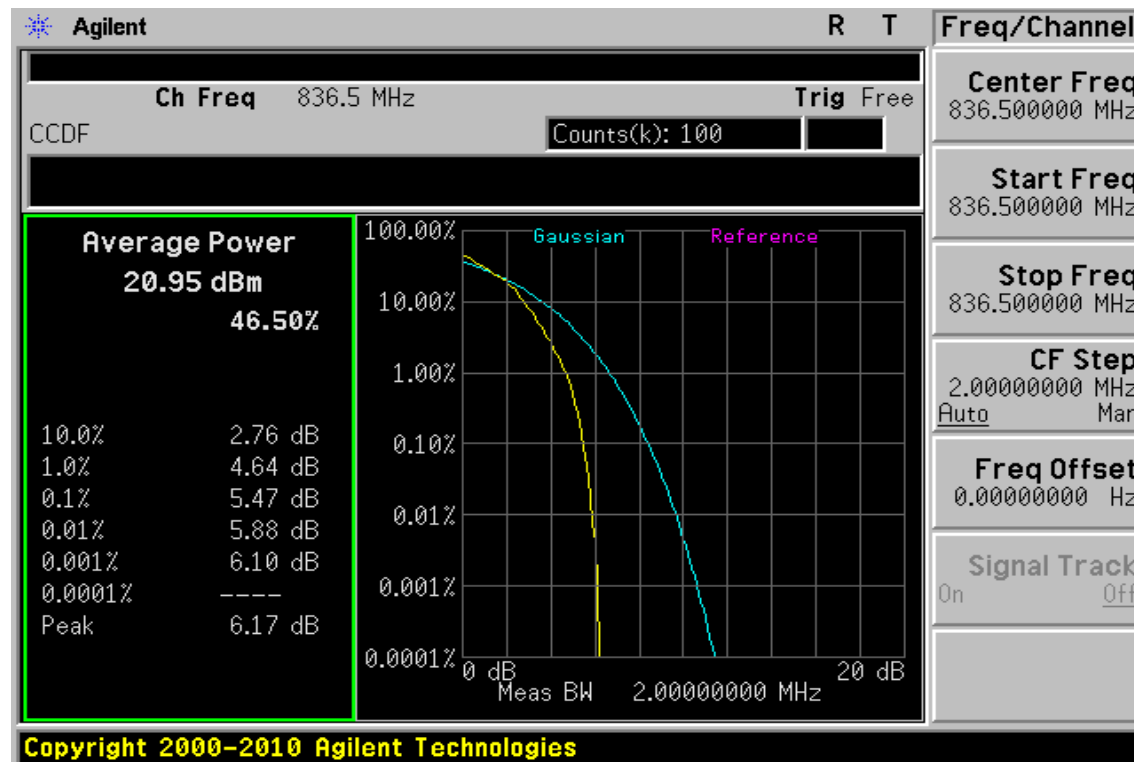 Agilent R T
Freq/Channel
Ch Freq 836.5 MHz Trig Free
CCDF Counts(k): 100
Average Power
20.95 dBm
46.50%
10.0% 2.76 dB
1.0% 4.64 dB
0.1% 5.47 dB
0.01% 5.88 dB
0.001% 6.10 dB
0.0001% ----
Peak 6.17 dB
Gaussian Reference
100.00%
10.00%
1.00%
0.10%
0.01%
0.001%
0.0001%
0 dB 20 dB
Meas BW 2.00000000 MHz
Center Freq
836.500000 MHz
Start Freq
836.500000 MHz
Stop Freq
836.500000 MHz
CF Step
2.00000000 MHz
Auto Man
Freq Offset
0.00000000 Hz
Signal Track
On Off
Copyright 2000-2010 Agilent Technologies